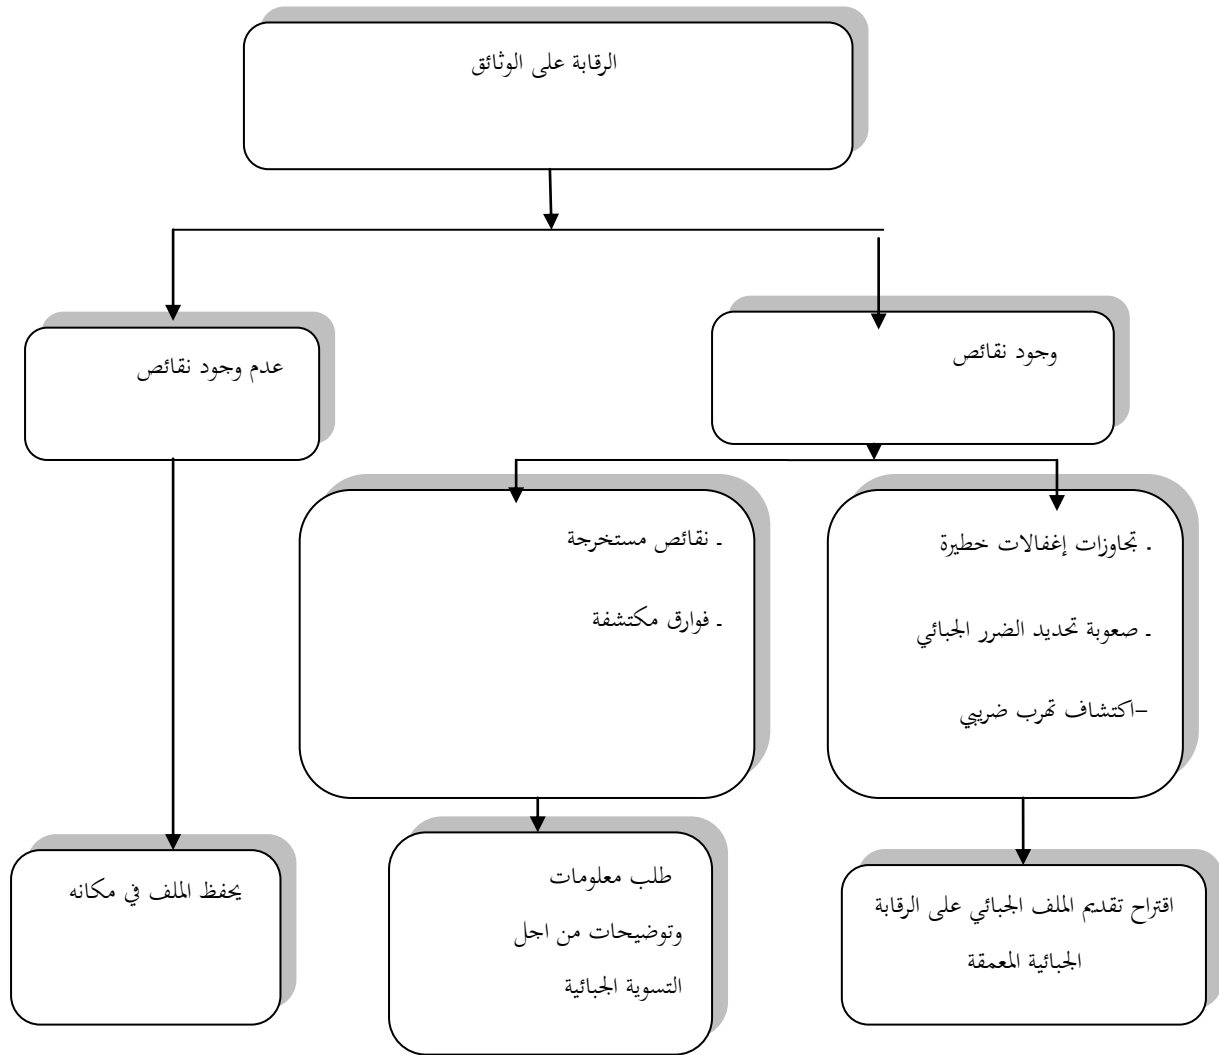 الرقابة على الوثائق
وجود نقائص
عدم وجود نقائص
ـ تجاوزات إغفالات خطيرة
ـ صعوبة تحديد الضرر الجبائي
–اكتشاف تهرب ضريبي
ـ نقائص مستخرجة
ـ فوارق مكتشفة
اقتراح تقديم الملف الجبائي على الرقابة
الجبائية المعمقة
طلب معلومات
وتوضيحات من اجل
التسوية الجبائية
يحفظ الملف في مكانه